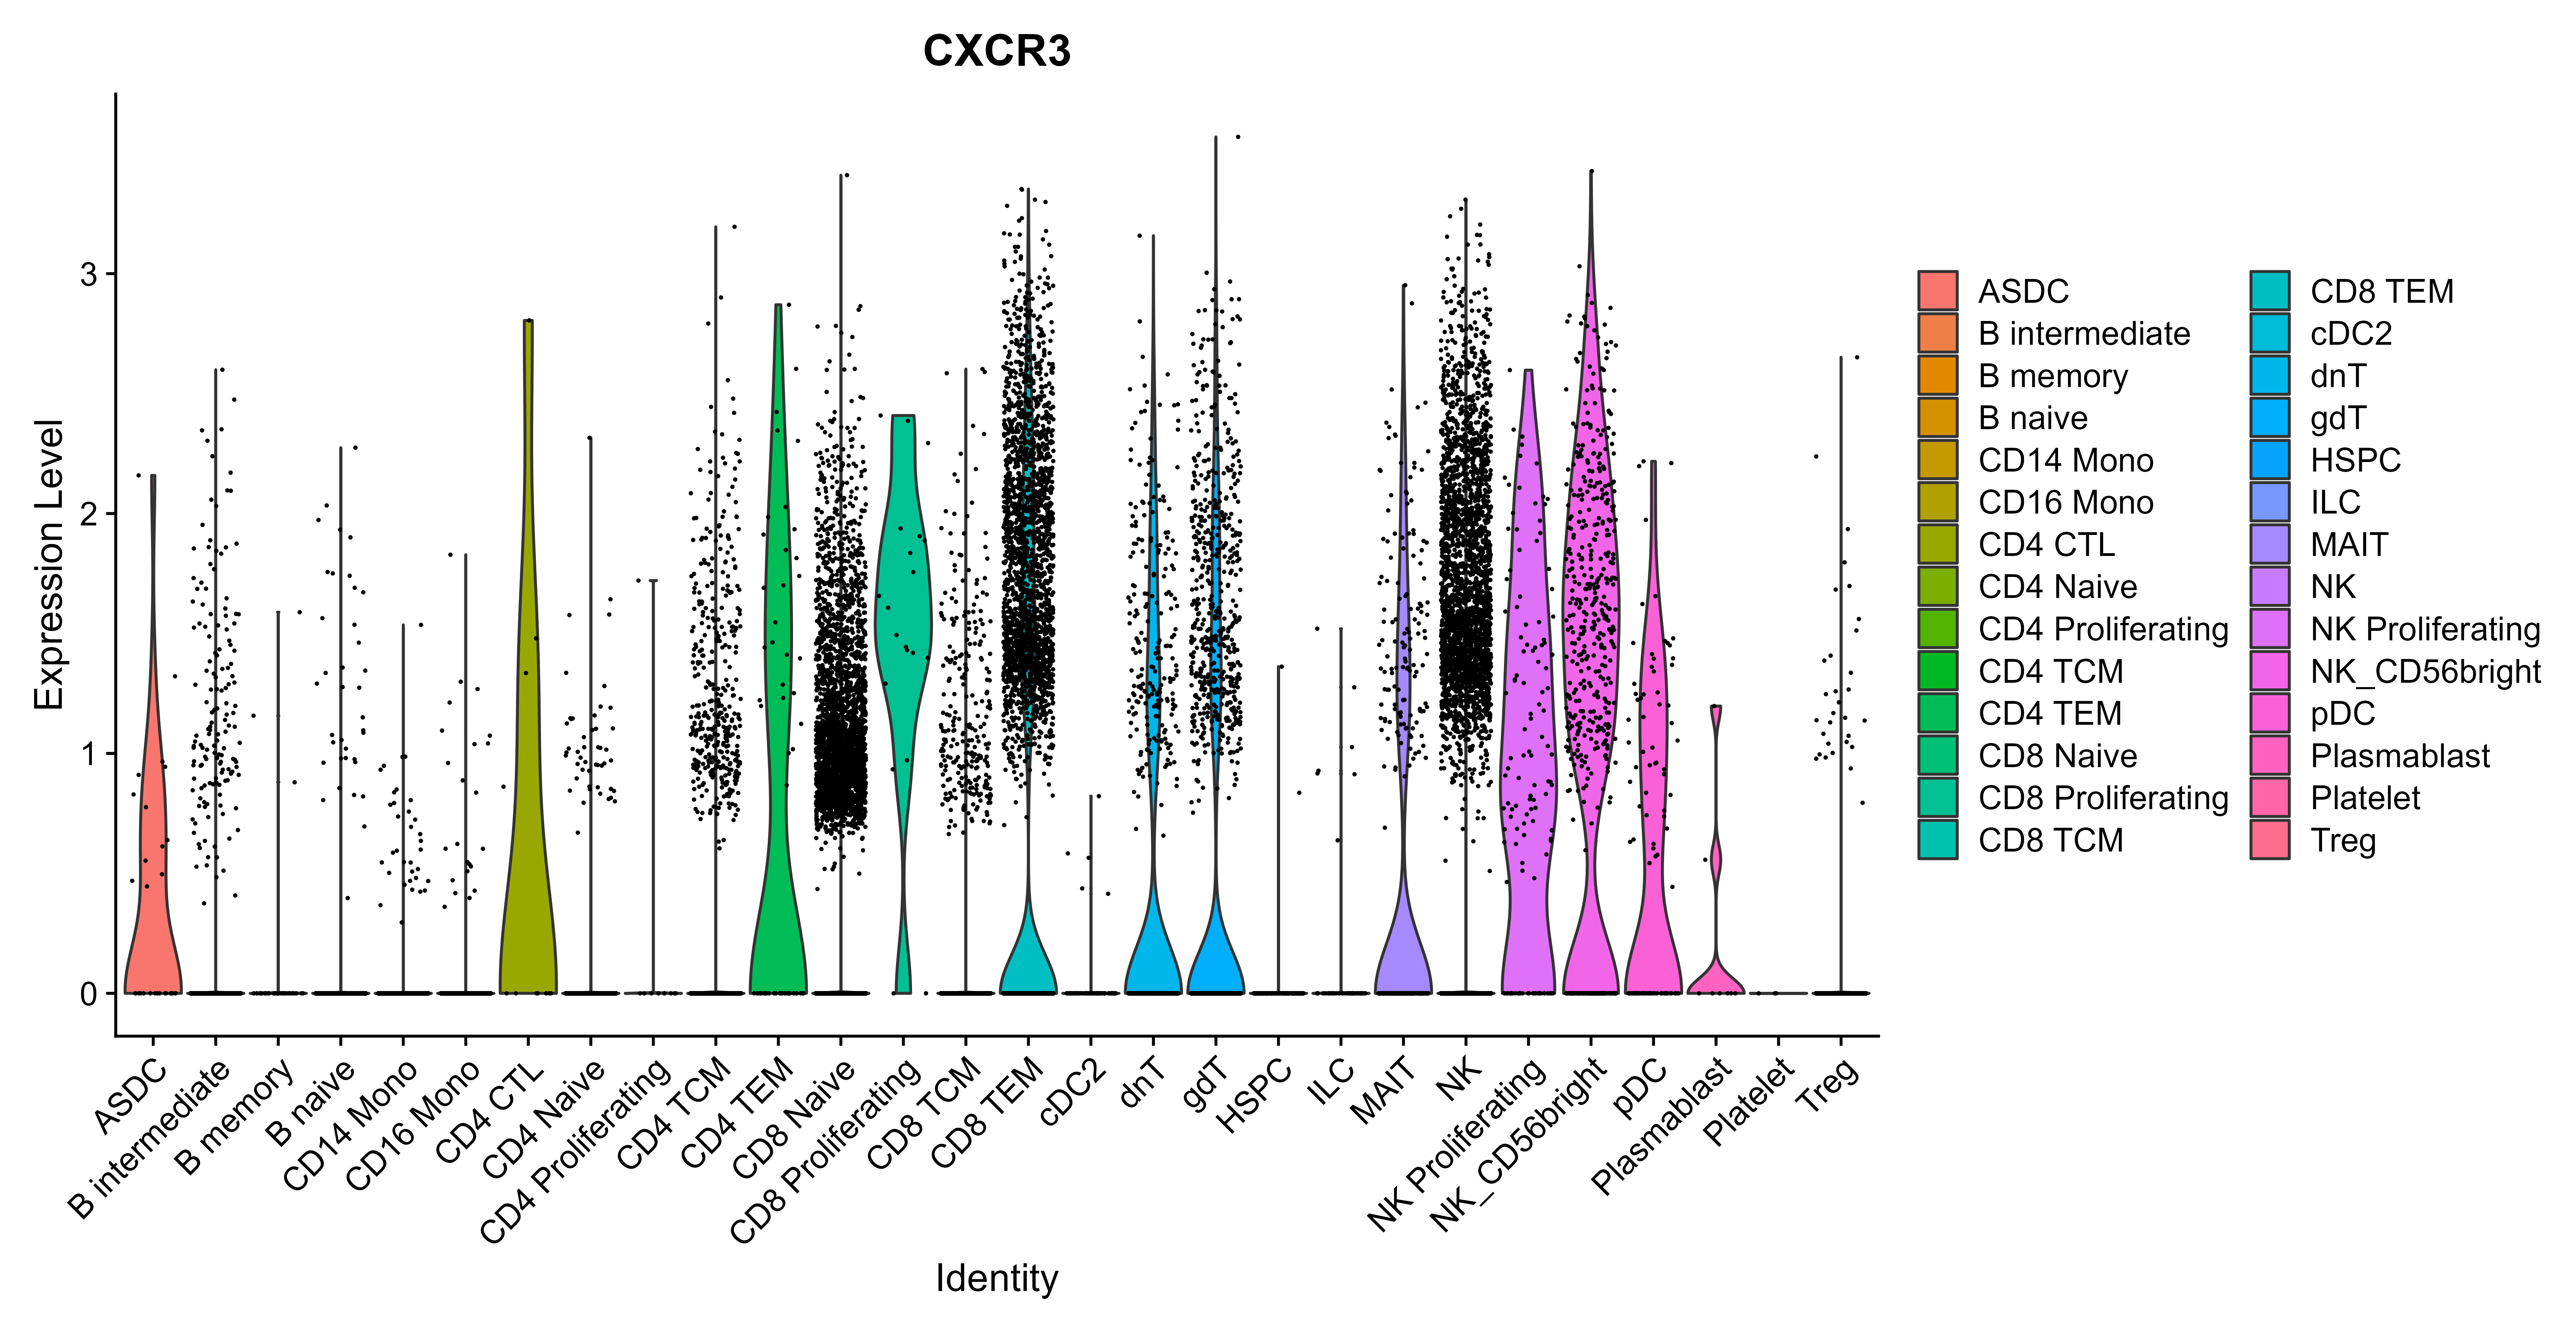 CXCR3
Expression Level
3
2
1
0
ASDC
B intermediate
B memory
B naive
CD14 Mono
CD16 Mono
CD4 CTL
CD4 Naive
CD4 Proliferating
CD4 TCM
CD4 TEM
CD8 Naive
CD8 Proliferating
CD8 TCM
CD8 TEM
cDC2
dnT
gdT
HSPC
ILC
MAIT
NK
NK Proliferating
NK_CD56bright
pDC
Plasmablast
Platelet
Treg
Identity
ASDC
B intermediate
B memory
B naive
CD14 Mono
CD16 Mono
CD4 CTL
CD4 Naive
CD4 Proliferating
CD4 TCM
CD4 TEM
CD8 Naive
CD8 Proliferating
CD8 TCM
CD8 TEM
cDC2
dnT
gdT
HSPC
ILC
MAIT
NK
NK Proliferating
NK_CD56bright
pDC
Plasmablast
Platelet
Treg